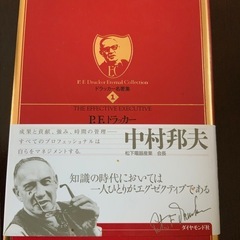 P. F. Drucker Eternal Collection
ドラッカー名著集
1
THE EFFECTIVE EXECUTIVE
P.F.ドラッカー
成果と貢献、強み、時間の管理――
すべてのプロフェッショナルは
自らをマネジメントする。
中村邦夫
松下電器産業 会長
知識の時代においては
一人ひとりがエグゼクティブである
ダイヤモンド社